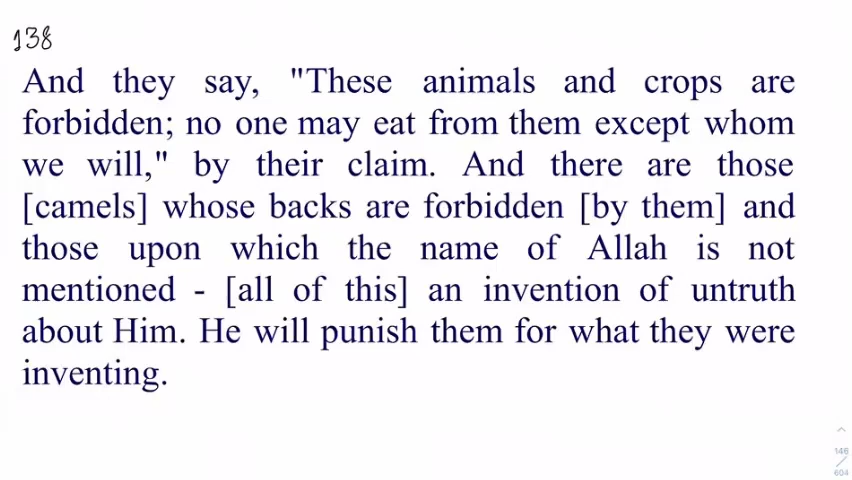 138
And they say, "These animals and crops are
forbidden; no one may eat from them except whom
we will," by their claim. And there are those
[camels] whose backs are forbidden [by them] and
those upon which the name of Allah is not
mentioned - [all of this] an invention of untruth
about Him. He will punish them for what they were
inventing.
146
604